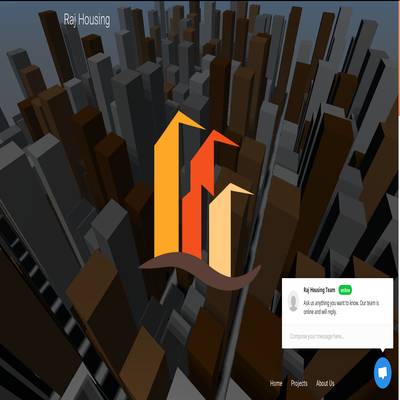 Raj Housing
Raj Housing Team online
Ask us anything you want to know. Our team is
online and will reply.
Compose your message here...
Home Projects About Us